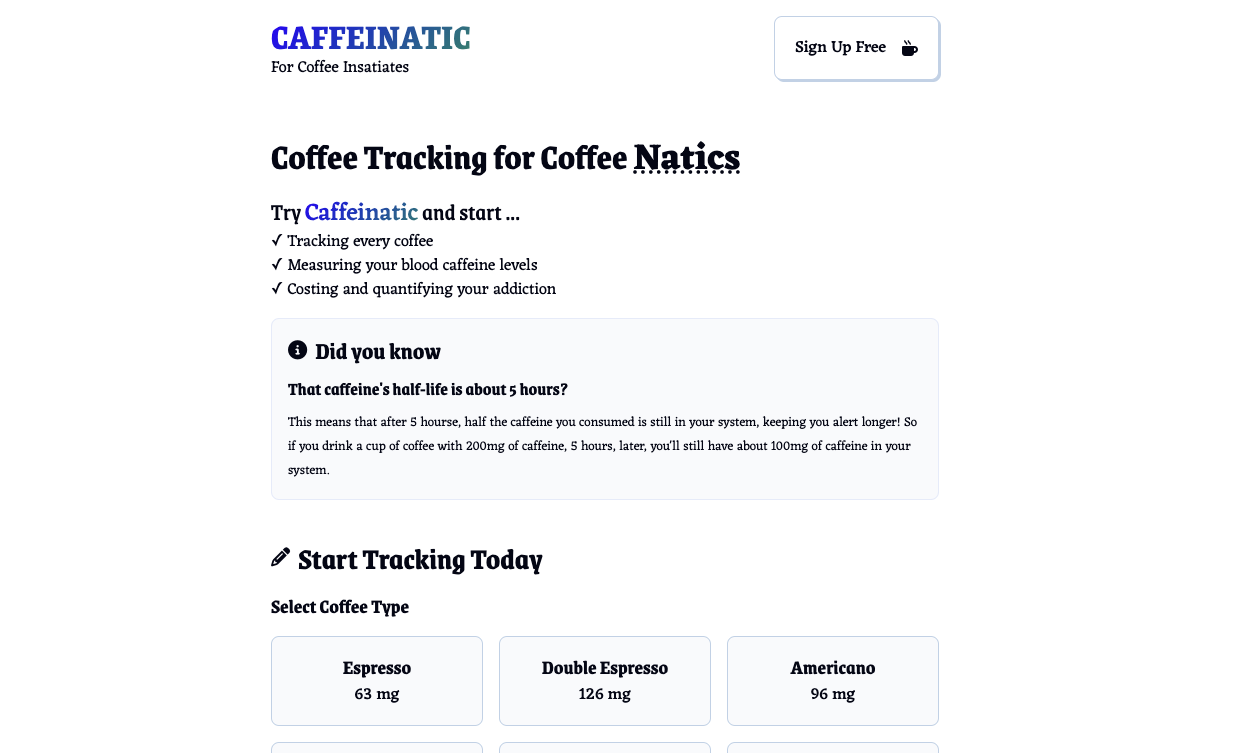 CAFFEINATIC
For Coffee Insatiates
Sign Up Free
Coffee Tracking for Coffee Natics
Try Caffeinatic and start ...
✓ Tracking every coffee
✓ Measuring your blood caffeine levels
✓ Costing and quantifying your addiction
Did you know
That caffeine's half-life is about 5 hours?
This means that after 5 hourse, half the caffeine you consumed is still in your system, keeping you alert longer! So
if you drink a cup of coffee with 200mg of caffeine, 5 hours, later, you'll still have about 100mg of caffeine in your
system.
Start Tracking Today
Select Coffee Type
Espresso
63 mg
Double Espresso
126 mg
Americano
96 mg